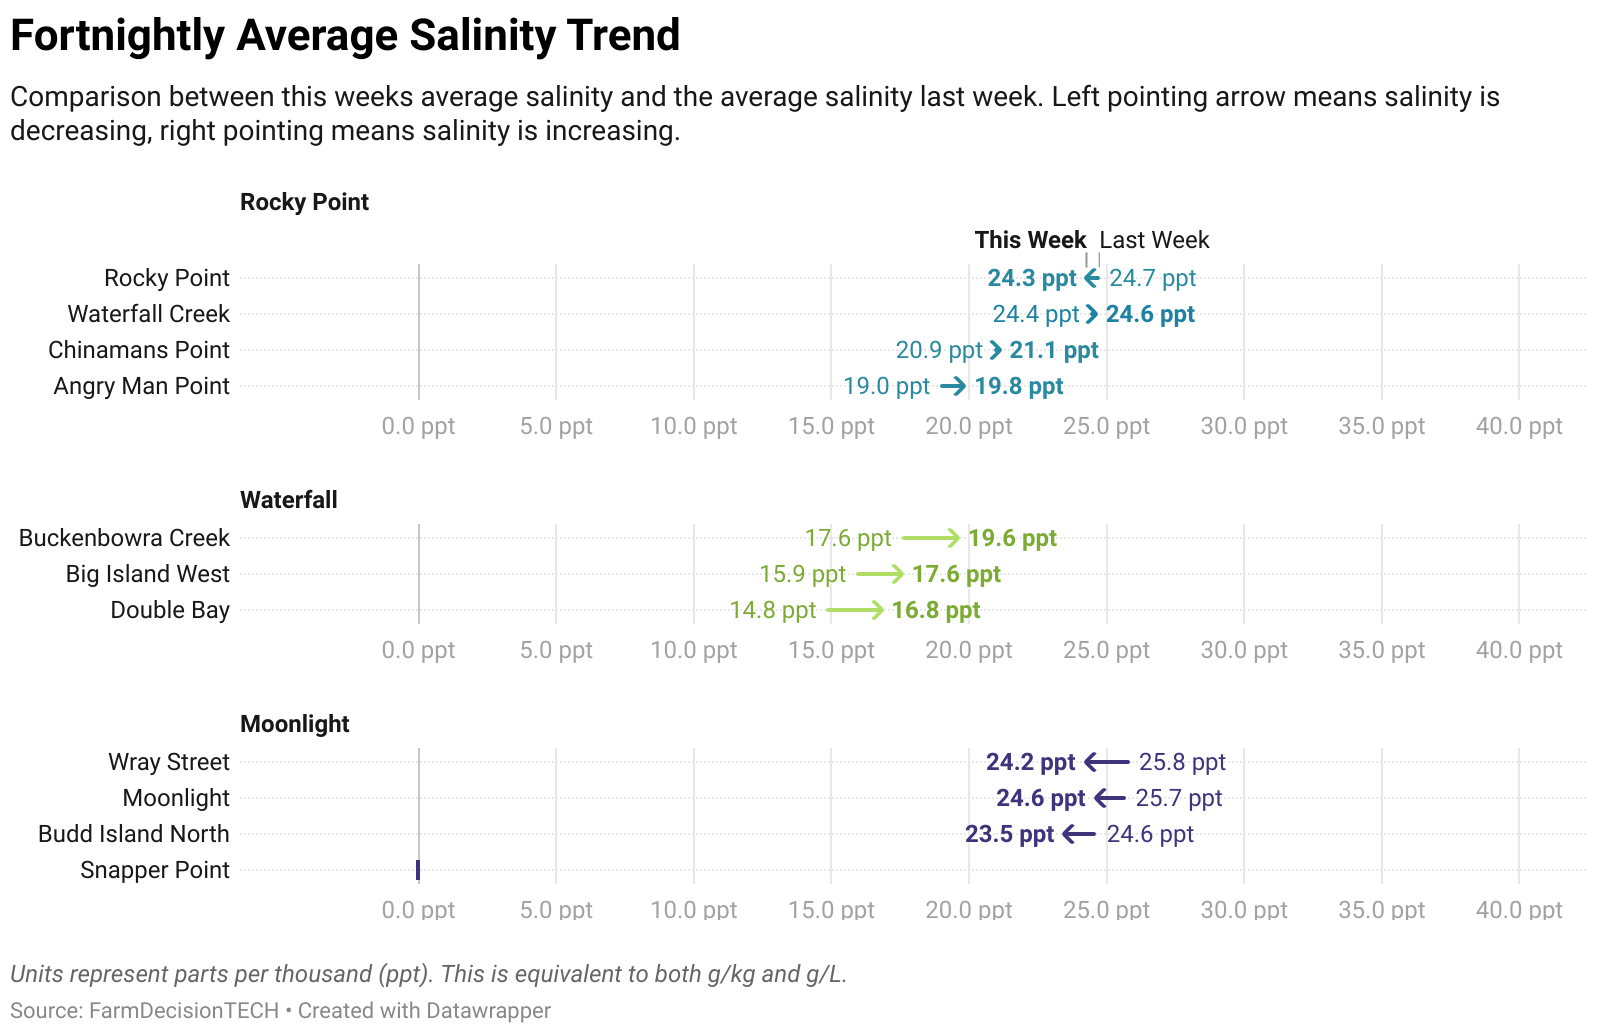 Fortnightly Average Salinity Trend
Comparison between this weeks average salinity and the average salinity last week. Left pointing arrow means salinity is
decreasing, right pointing means salinity is increasing.
Rocky Point
This Week Last Week
Rocky Point 24.3 ppt 24.7 ppt
Waterfall Creek 24.4 ppt 24.6 ppt
Chinamans Point 20.9 ppt 21.1 ppt
Angry Man Point 19.0 ppt 19.8 ppt
0.0 ppt 5.0 ppt 10.0 ppt 15.0 ppt 20.0 ppt 25.0 ppt 30.0 ppt 35.0 ppt 40.0 ppt
Waterfall
Buckenbowra Creek 17.6 ppt 19.6 ppt
Big Island West 15.9 ppt 17.6 ppt
Double Bay 14.8 ppt 16.8 ppt
0.0 ppt 5.0 ppt 10.0 ppt 15.0 ppt 20.0 ppt 25.0 ppt 30.0 ppt 35.0 ppt 40.0 ppt
Moonlight
Wray Street 24.2 ppt 25.8 ppt
Moonlight 24.6 ppt 25.7 ppt
Budd Island North 23.5 ppt 24.6 ppt
Snapper Point
0.0 ppt 5.0 ppt 10.0 ppt 15.0 ppt 20.0 ppt 25.0 ppt 30.0 ppt 35.0 ppt 40.0 ppt
Units represent parts per thousand (ppt). This is equivalent to both g/kg and g/L.
Source: FarmDecisionTECH • Created with Datawrapper